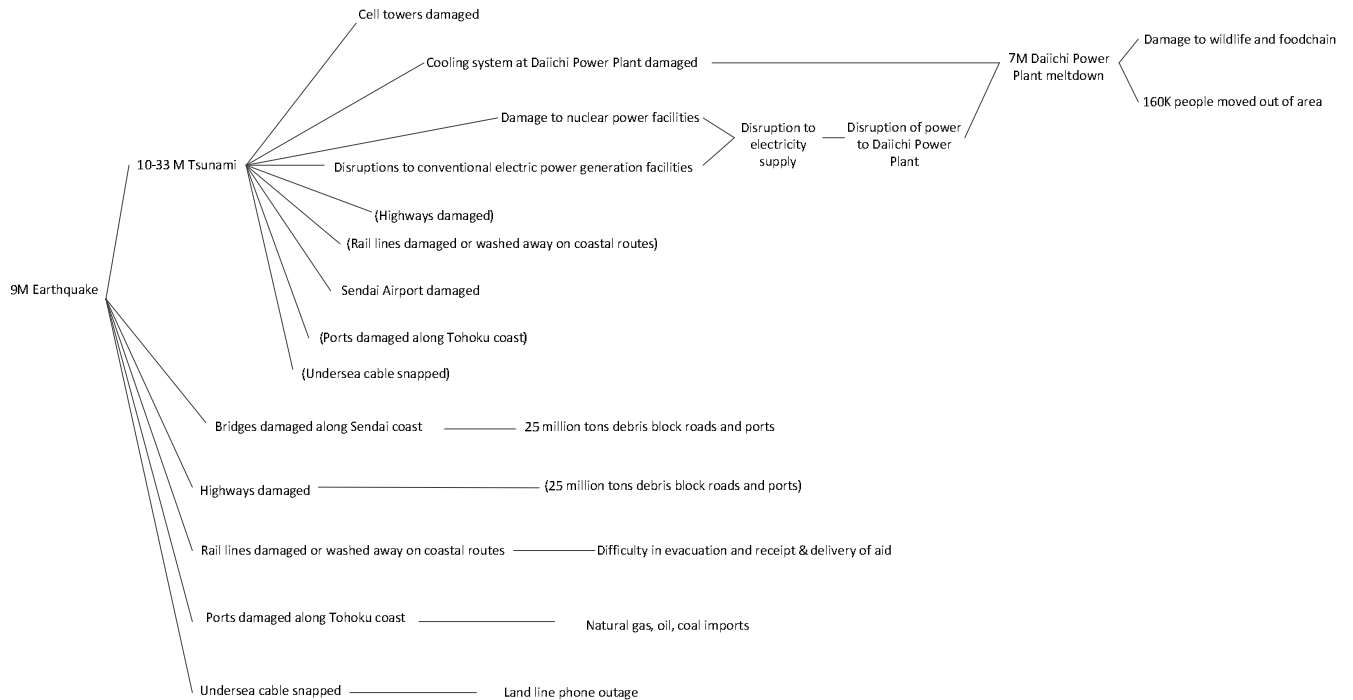 Cell towers damaged
Damage to wildlife and foodchain
Cooling system at Daiichi Power Plant damaged
7M Daiichi Power
Plant meltdown
160K people moved out of area
Damage to nuclear power facilities
Disruption to
electricity
supply
Disruption of power
to Daiichi Power
Plant
10-33 M Tsunami
Disruptions to conventional electric power generation facilities
(Highways damaged)
(Rail lines damaged or washed away on coastal routes)
9M Earthquake
Sendai Airport damaged
(Ports damaged along Tohoku coast)
(Undersea cable snapped)
Bridges damaged along Sendai coast
25 million tons debris block roads and ports
Highways damaged
(25 million tons debris block roads and ports)
Rail lines damaged or washed away on coastal routes
Difficulty in evacuation and receipt & delivery of aid
Ports damaged along Tohoku coast
Natural gas, oil, coal imports
Undersea cable snapped
Land line phone outage